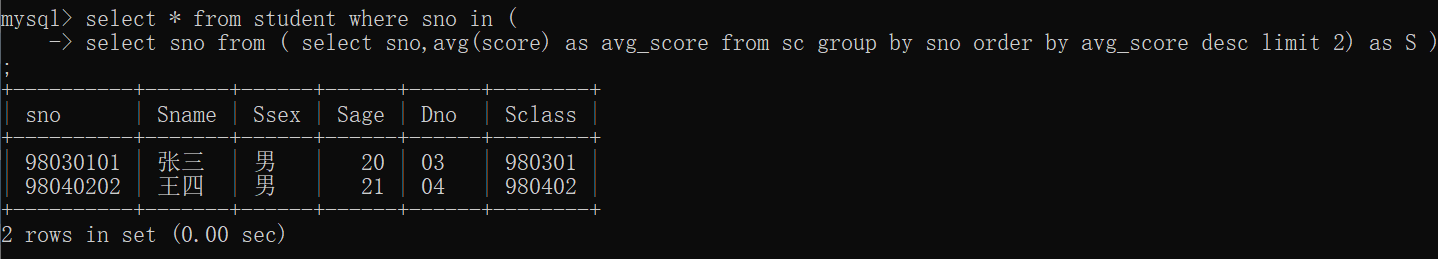 mysql> select * from student where sno in (
    -> select sno from ( select sno,avg(score) as avg_score from sc group by sno order by avg_score desc limit 2) as S )
;
+----------+-------+------+------+------+--------+
| sno      | Sname | Ssex | Sage | Dno  | Sclass |
+----------+-------+------+------+------+--------+
| 98030101 | 张三  | 男   |   20 | 03   | 980301 |
| 98040202 | 王四  | 男   |   21 | 04   | 980402 |
+----------+-------+------+------+------+--------+
2 rows in set (0.00 sec)